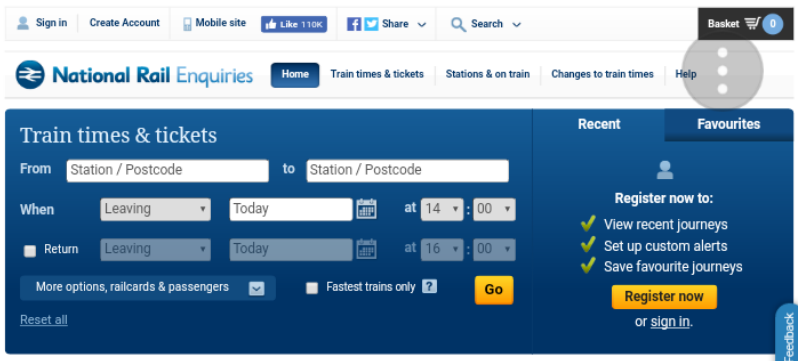 Sign in Create Account Mobile site Like 110K Share Search Basket 0
National Rail Enquiries Home Train times & tickets Stations & on train Changes to train times Help
Train times & tickets
Recent Favourites
From Station / Postcode to Station / Postcode
Register now to:
When Leaving Today at 14 : 00
View recent journeys
Return Leaving Today at 16 : 00
Set up custom alerts
Save favourite journeys
More options, railcards & passengers Fastest trains only ? Go
Register now
Reset all
or sign in.
Feedback